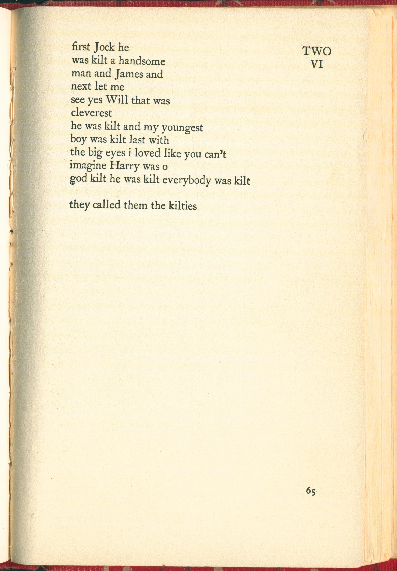 first Jock he
was kilt a handsome
man and James and
next let me
see yes Will that was
cleverest
he was kilt and my youngest
boy was kilt last with
the big eyes i loved like you can't
imagine Harry was o
god kilt he was kilt everybody was kilt
they called them the kilties
TWO
VI
65